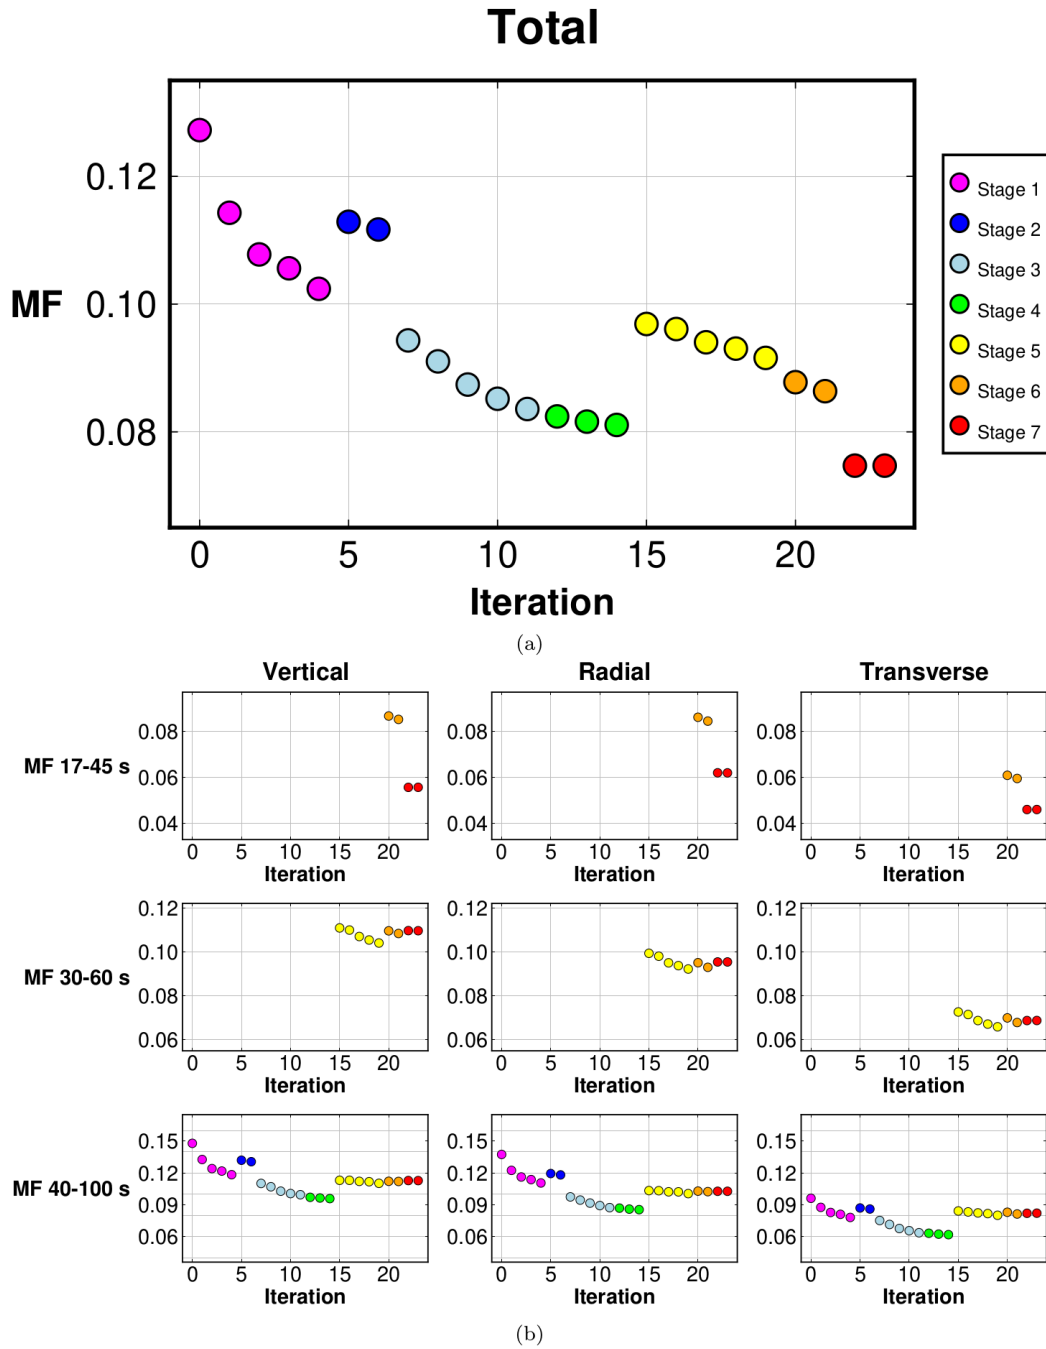 Total
0.12
0.10
0.08
MF
0 5 10 15 20
Iteration
Stage 1
Stage 2
Stage 3
Stage 4
Stage 5
Stage 6
Stage 7
(a)
Vertical Radial Transverse
MF 17-45 s
0.08 0.08 0.08
0.06 0.06 0.06
0.04 0.04 0.04
0 5 10 15 20 0 5 10 15 20 0 5 10 15 20
Iteration Iteration Iteration
MF 30-60 s
0.12 0.12 0.12
0.10 0.10 0.10
0.08 0.08 0.08
0.06 0.06 0.06
0 5 10 15 20 0 5 10 15 20 0 5 10 15 20
Iteration Iteration Iteration
MF 40-100 s
0.15 0.15 0.15
0.12 0.12 0.12
0.09 0.09 0.09
0.06 0.06 0.06
0 5 10 15 20 0 5 10 15 20 0 5 10 15 20
Iteration Iteration Iteration
(b)